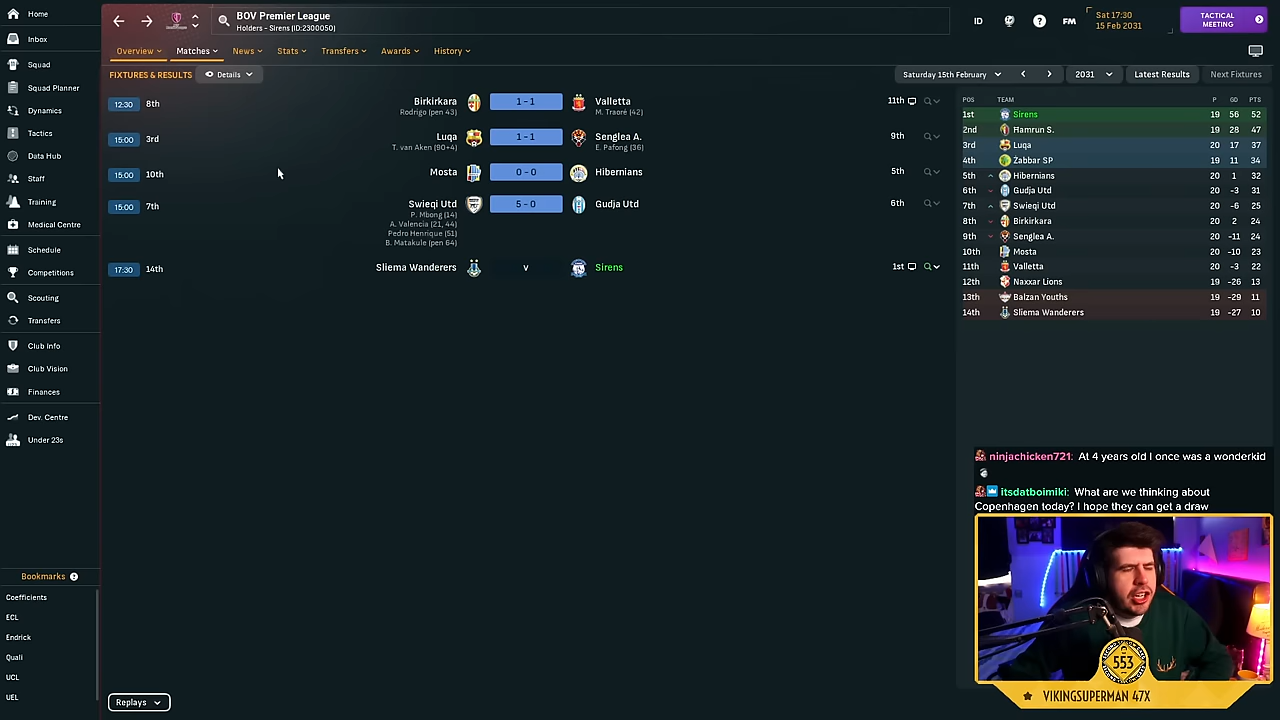 Home
Inbox
Squad
Squad Planner
Dynamics
Tactics
Data Hub
Staff
Training
Medical Centre
Schedule
Competitions
Scouting
Transfers
Club Info
Club Vision
Finances
Dev. Centre
Under 23s
Bookmarks
Coefficients
ECL
Endrick
Quali
UCL
UEL
BOV Premier League
Holders - Sirens (ID:2300050)
ID
FM
Sat 17:30
15 Feb 2031
TACTICAL
MEETING
Overview
Matches
News
Stats
Transfers
Awards
History
FIXTURES & RESULTS
Details
Saturday 15th February
2031
Latest Results
Next Fixtures
12:30 8th Birkirkara 1 - 1 Valletta 11th
Rodrigo (pen 43) M. Traoré (42)
15:00 3rd Luqa 1 - 1 Senglea A. 9th
T. van Aken (90+4) E. Pafong (36)
15:00 10th Mosta 0 - 0 Hibernians 5th
15:00 7th Swieqi Utd 5 - 0 Gudja Utd 6th
P. Mbong (14)
A. Valencia (21, 44)
Pedro Henrique (51)
B. Matakule (pen 64)
17:30 14th Sliema Wanderers v Sirens 1st
POS TEAM P GD PTS
1st Sirens 19 56 52
2nd Ħamrun S. 19 28 47
3rd Luqa 20 17 37
4th Żabbar SP 19 11 34
5th Hibernians 20 1 32
6th Gudja Utd 20 -3 31
7th Swieqi Utd 20 -6 25
8th Birkirkara 20 2 24
9th Senglea A. 20 -11 24
10th Mosta 20 -10 23
11th Valletta 20 -3 22
12th Naxxar Lions 19 -26 13
13th Balzan Youths 19 -29 11
14th Sliema Wanderers 19 -27 10
ninjachicken721: At 4 years old I once was a wonderkid
itsdatboimiki: What are we thinking about
Copenhagen today? I hope they can get a draw
553
VIKINGSUPERMAN 47X
Replays